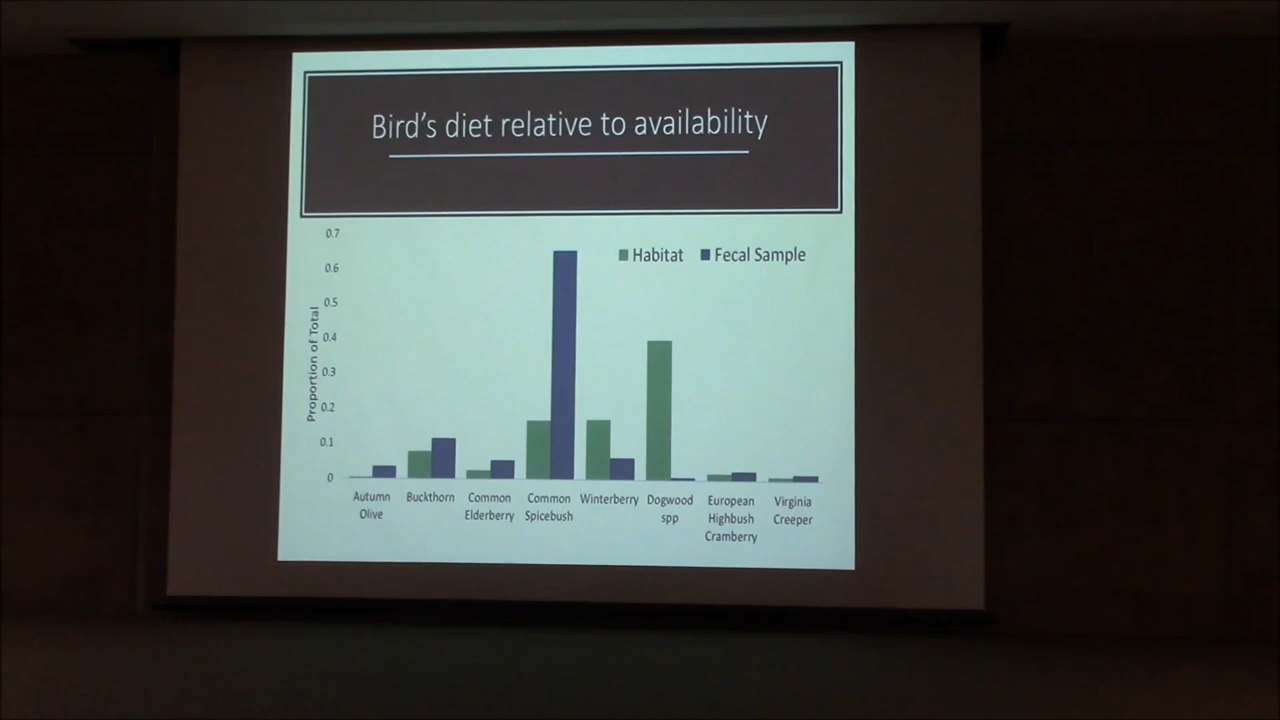 Bird's diet relative to availability
0.7
0.6
0.5
0.4
0.3
0.2
0.1
0
Proportion of Total
Habitat Fecal Sample
Autumn Olive
Buckthorn
Common Elderberry
Common Spicebush
Winterberry
Dogwood spp
European Highbush Cramberry
Virginia Creeper